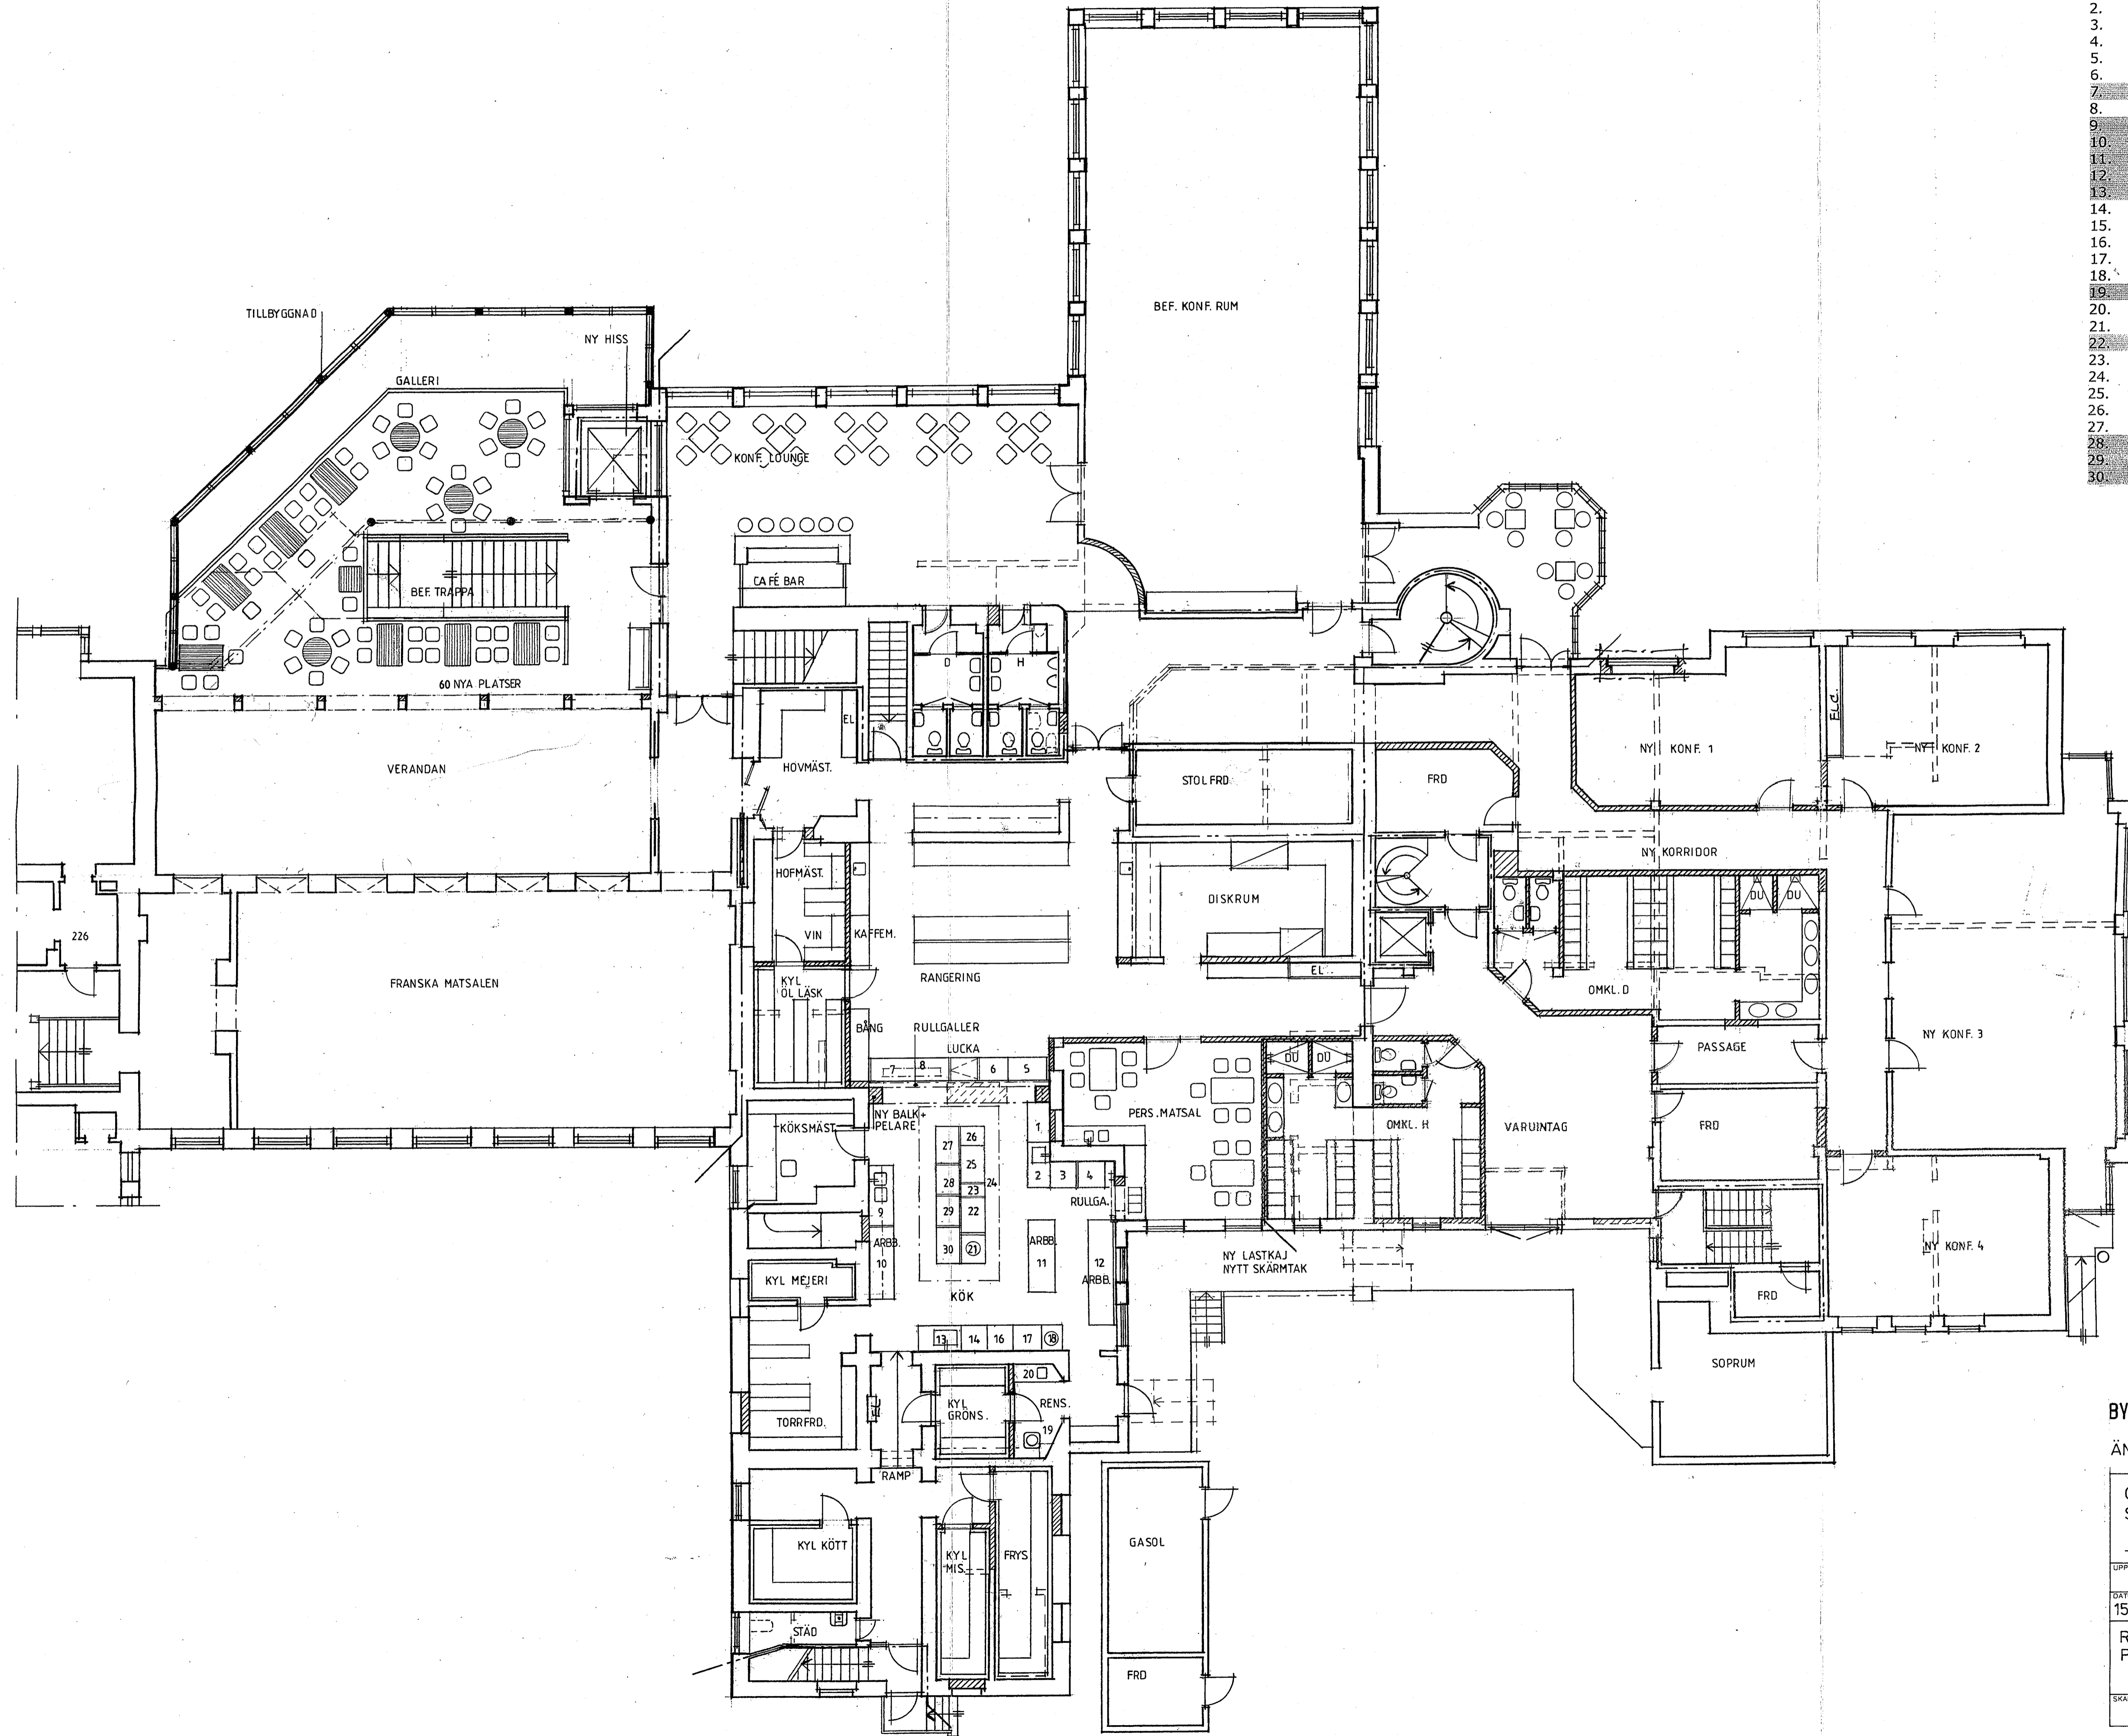 2.
3.
4.
5.
6.
7.
8.
9.
10.
11.
12.
13.
14.
15.
16.
17.
18.
19.
20.
21.
22.
23.
24.
25.
26.
27.
28.
29.
30.
TILLBYGGNAD
NY HISS
GALLERI
BEF. KONF. RUM
KONF. LOUNGE
CAFÉ BAR
BEF. TRAPPA
60 NYA PLATSER
D
H
EL
VERANDAN
HOVMÄST.
STOL FRD
FRD
NY KONF. 1
EL.C.
NY KONF. 2
NY KORRIDOR
HOFMÄST.
DISKRUM
DU
DU
226
VIN
KAFFEM.
FRANSKA MATSALEN
KYL
ÖL LÄSK
RANGERING
EL.
OMKL. D
BÅNG
RULLGALLER
LUCKA
NY KONF. 3
PASSAGE
7
8
6
5
DU
DU
NY BALK+
PELARE
PERS. MATSAL
KÖKSMÄST.
1
OMKL. H
VARUINTAG
FRD
27
26
25
28
23
24
29
22
30
21
2
3
4
RULLGA.
9
ARBB.
10
ARBB.
11
12
ARBB.
NY LASTKAJ
NYTT SKÄRMTAK
NY KONF. 4
KYL MEJERI
KÖK
FRD
13
14
16
17
18
SOPRUM
20
KYL
GRÖNS.
RENS.
19
TORRFRD.
EL
RAMP
KYL KÖTT
KYL
MIS.
FRYS
GASOL
STÄD
FRD
BY
ÄN
UPP
DAT
15
R
P
SKA